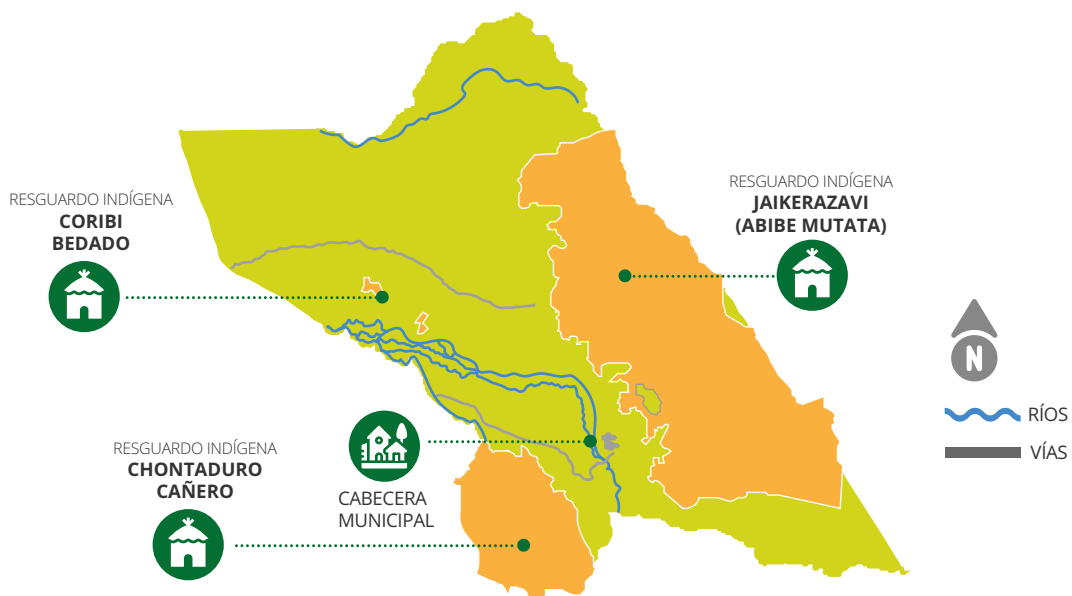 RESGUARDO INDÍGENA
CORIBI
BEDADO
RESGUARDO INDÍGENA
JAIKERAZAVI
(ABIBE MUTATA)
N
RÍOS
VÍAS
RESGUARDO INDÍGENA
CHONTADURO
CAÑERO
CABECERA
MUNICIPAL